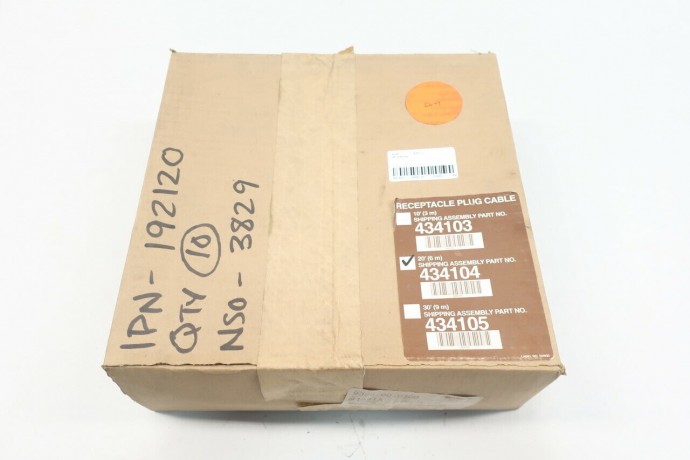 IPN - 192120
QTY 10
NSO - 3829
RECEPTACLE PLUG CABLE
10' (3 m)
SHIPPING ASSEMBLY PART NO.
434103
20' (6 m)
SHIPPING ASSEMBLY PART NO.
434104
30' (9 m)
SHIPPING ASSEMBLY PART NO.
434105